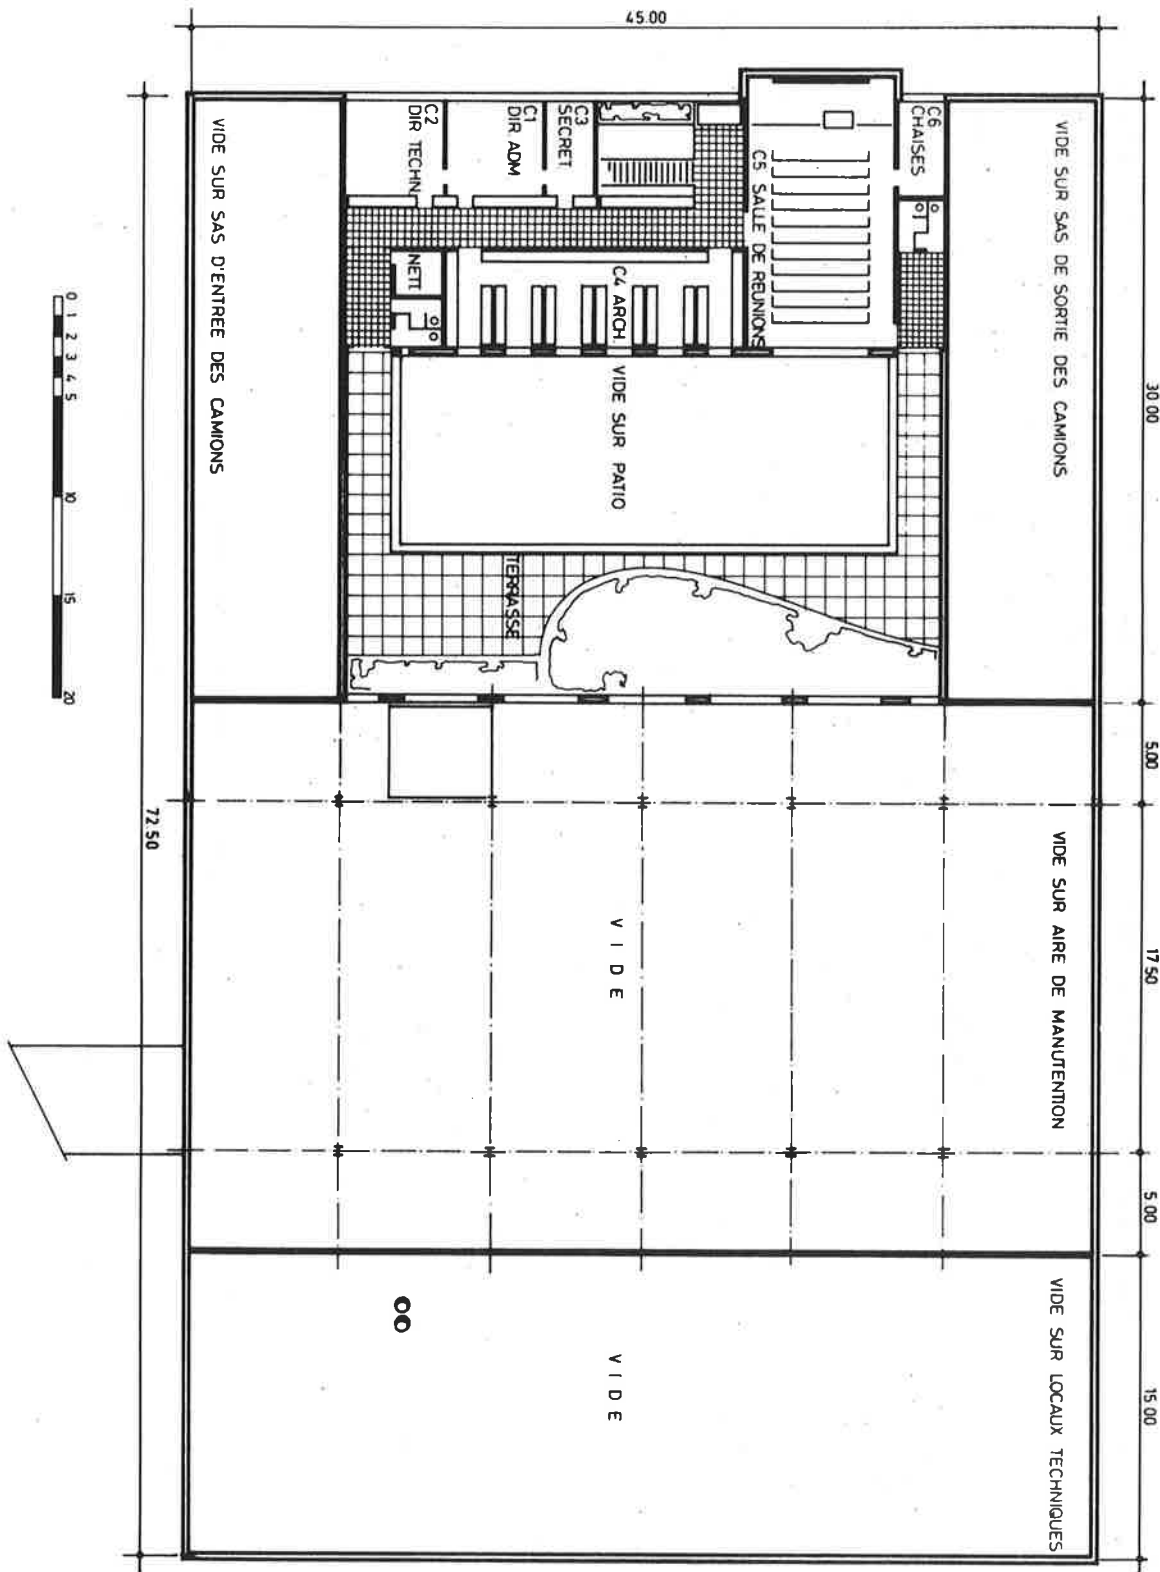 45.00
C6
CHAISES
C5 SALLE DE REUNIONS
C3
SECRET
C1
DIR. ADM
C2
DIR TECHN.
C4 ARCH.
NETT.
VIDE SUR SAS DE SORTIE DES CAMIONS
VIDE SUR SAS D'ENTREE DES CAMIONS
VIDE SUR PATIO
TERRASSE
30.00
5.00
17.50
5.00
15.00
72.50
VIDE SUR AIRE DE MANUTENTION
VIDE
VIDE SUR LOCAUX TECHNIQUES
VIDE
0 1 2 3 4 5 10 15 20